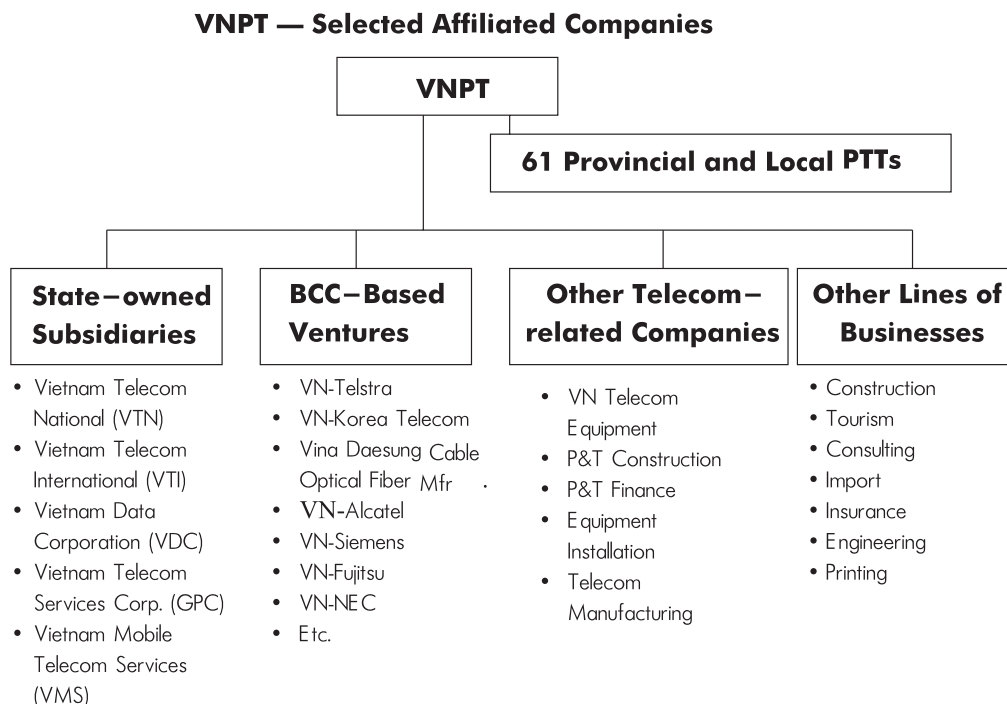 VNPT — Selected Affiliated Companies
VNPT
61 Provincial and Local PTTs
State–owned
Subsidiaries
• Vietnam Telecom
National (VTN)
• Vietnam Telecom
International (VTI)
• Vietnam Data
Corporation (VDC)
• Vietnam Telecom
Services Corp. (GPC)
• Vietnam Mobile
Telecom Services
(VMS)
BCC–Based
Ventures
• VN-Telstra
• VN-Korea Telecom
• Vina Daesung Cable
Optical Fiber Mfr .
• VN-Alcatel
• VN-Siemens
• VN-Fujitsu
• VN-NEC
• Etc.
Other Telecom–
related Companies
• VN Telecom
Equipment
• P&T Construction
• P&T Finance
• Equipment
Installation
• Telecom
Manufacturing
Other Lines of
Businesses
• Construction
• Tourism
• Consulting
• Import
• Insurance
• Engineering
• Printing